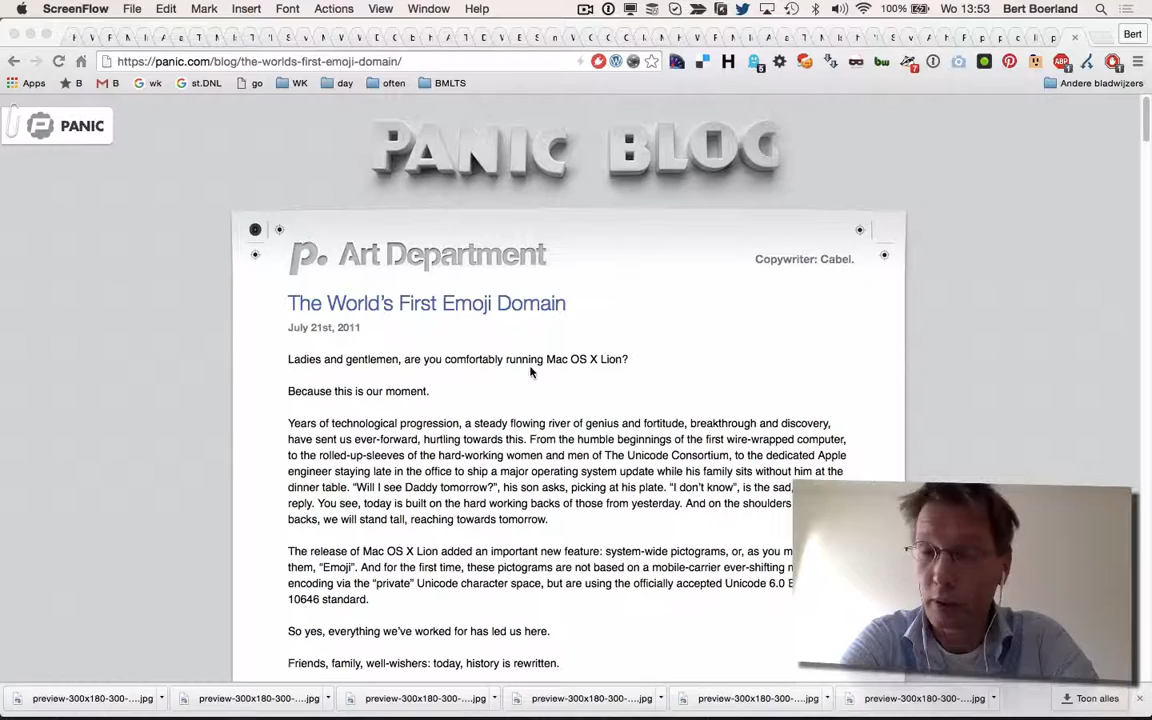 ScreenFlow File Edit Mark Insert Font Actions View Window Help 100% Wo 13:53 Bert Boerland
Bert
https://panic.com/blog/the-worlds-first-emoji-domain/
Apps M B wk st.DNL go WK day often BMLTS Andere bladwijzers
PANIC
PANIC BLOG
p. Art Department
Copywriter: Cabel.
The World's First Emoji Domain
July 21st, 2011
Ladies and gentlemen, are you comfortably running Mac OS X Lion?
Because this is our moment.
Years of technological progression, a steady flowing river of genius and fortitude, breakthrough and discovery,
have sent us ever-forward, hurtling towards this. From the humble beginnings of the first wire-wrapped computer,
to the rolled-up-sleeves of the hard-working women and men of The Unicode Consortium, to the dedicated Apple
engineer staying late in the office to ship a major operating system update while his family sits without him at the
dinner table. “Will I see Daddy tomorrow?”, his son asks, picking at his plate. “I don't know”, is the sad,
reply. You see, today is built on the hard working backs of those from yesterday. And on the shoulders
backs, we will stand tall, reaching towards tomorrow.
The release of Mac OS X Lion added an important new feature: system-wide pictograms, or, as you m
them, “Emoji”. And for the first time, these pictograms are not based on a mobile-carrier ever-shifting
encoding via the “private” Unicode character space, but are using the officially accepted Unicode 6.0
10646 standard.
So yes, everything we've worked for has led us here.
Friends, family, well-wishers: today, history is rewritten.
preview-300x180-300-....jpg preview-300x180-300-....jpg preview-300x180-300-....jpg preview-300x180-300-....jpg preview-300x180-300-....jpg preview-300x180-300-....jpg Toon alles